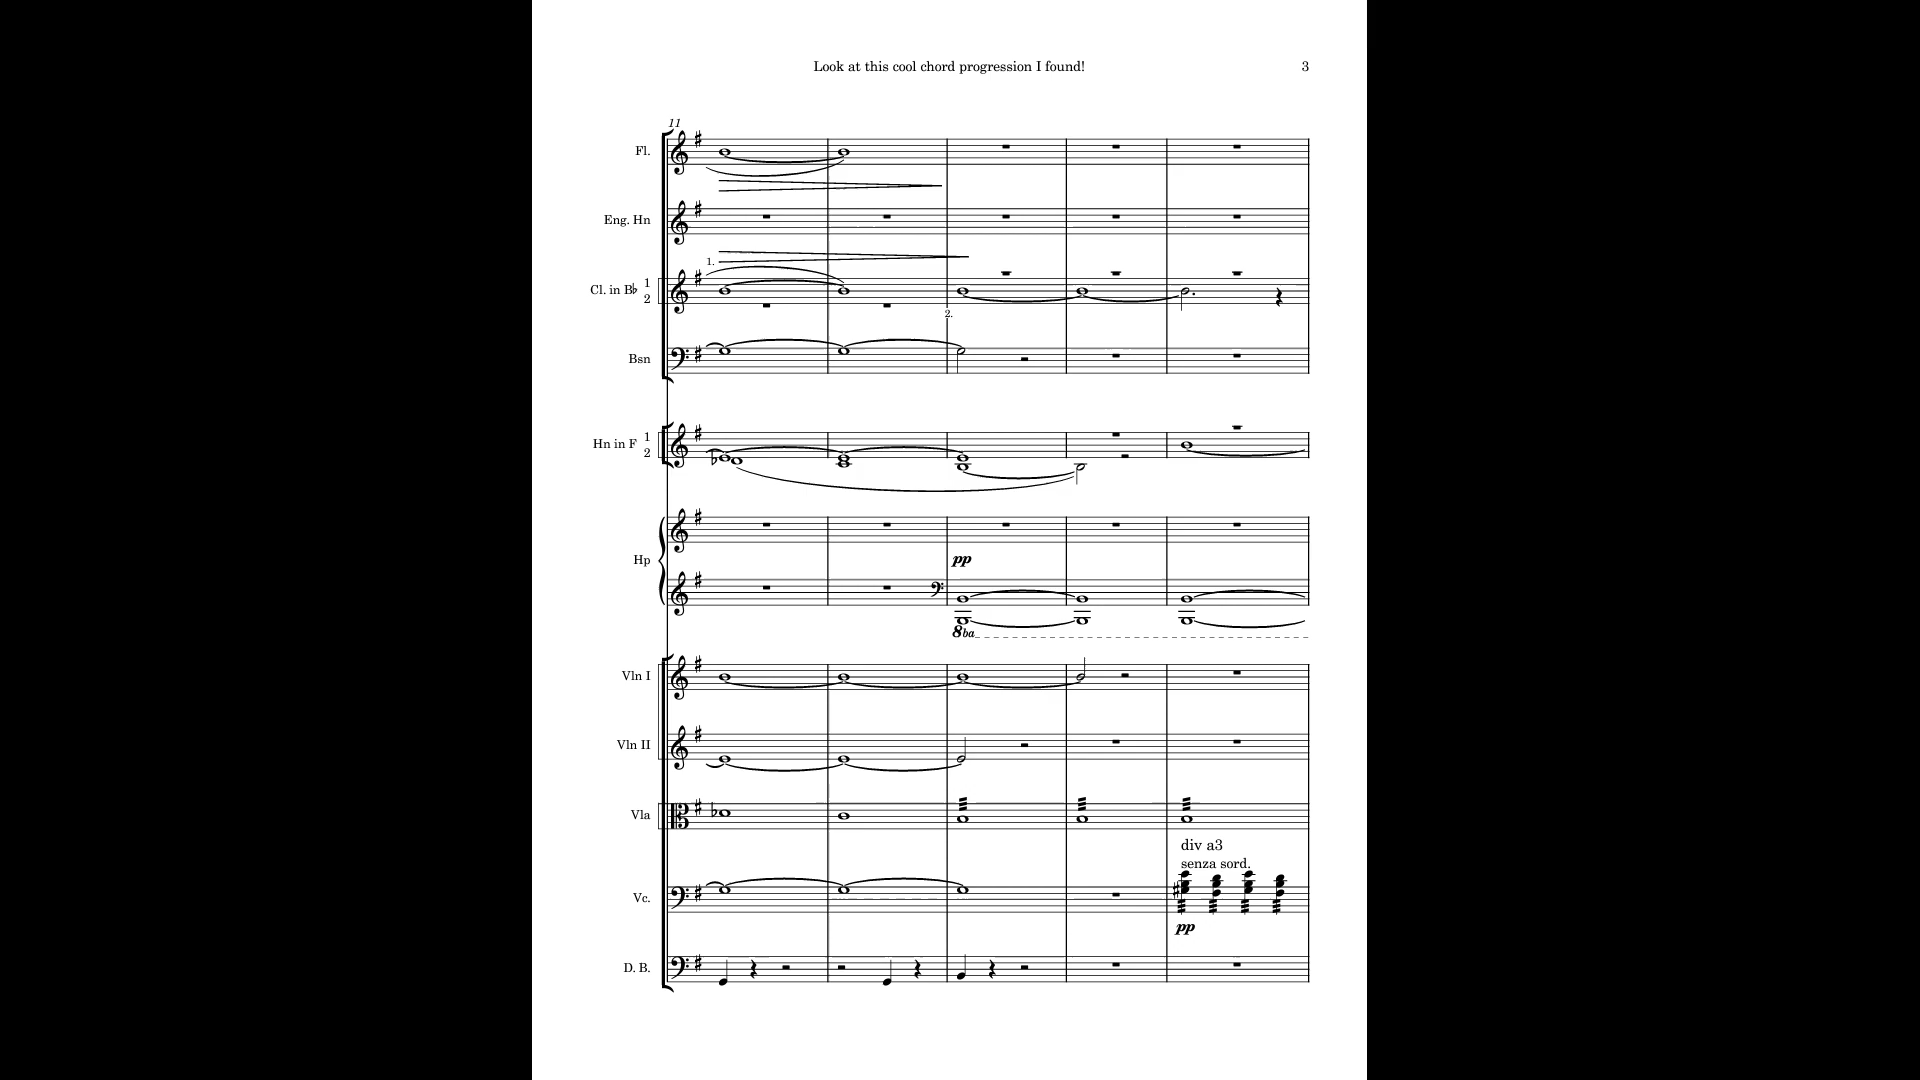 Look at this cool chord progression I found!
3
11
Fl.
Eng. Hn
1.
Cl. in B♭ 1 2
2.
Bsn
Hn in F 1 2
Hp
pp
8ba
Vln I
Vln II
Vla
div a3
senza sord.
Vc.
pp
D. B.